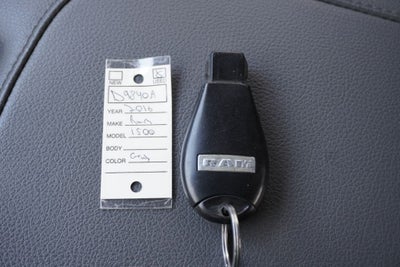 NEW USED
D9840A
YEAR 2016
MAKE Ram
MODEL 1500
BODY
COLOR Gray
RAM